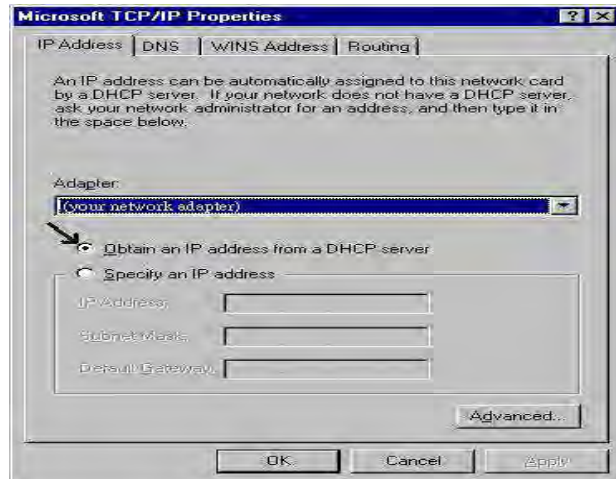 Microsoft TCP/IP Properties
IP Address DNS WINS Address Routing
An IP address can be automatically assigned to this network card
by a DHCP server. If your network does not have a DHCP server,
ask your network administrator for an address, and then type it in
the space below.
Adapter:
(your network adapter)
Obtain an IP address from a DHCP server
Specify an IP address
IP Address:
Subnet Mask:
Default Gateway:
Advanced...
OK Cancel Apply